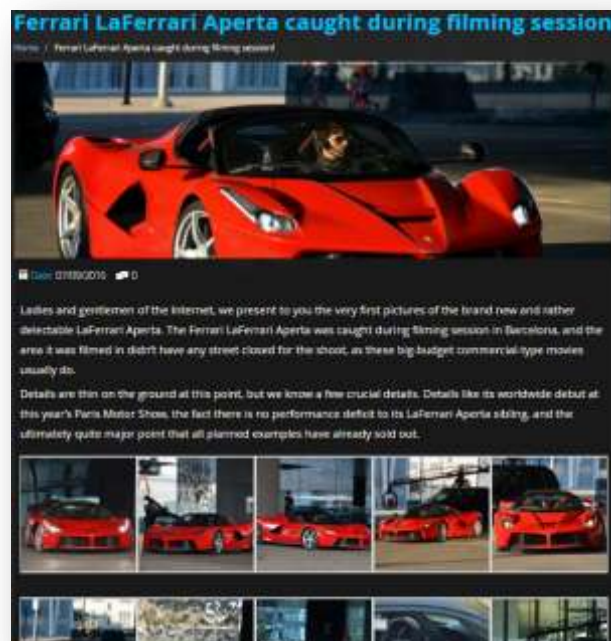 Ferrari LaFerrari Aperta caught during filming session
Home / Ferrari LaFerrari Aperta caught during filming session!
Date: 07/09/2016 0
Ladies and gentlemen of the Internet, we present to you the very first pictures of the brand new and rather
delectable LaFerrari Aperta. The Ferrari LaFerrari Aperta was caught during filming session in Barcelona, and the
area it was filmed in didn't have any street closed for the shoot, as these big budget commercial-type movies
usually do.
Details are thin on the ground at this point, but we know a few crucial details. Details like its worldwide debut at
this year's Paris Motor Show, the fact there is no performance deficit to its LaFerrari Aperta sibling, and the
ultimately quite major point that all planned examples have already sold out.